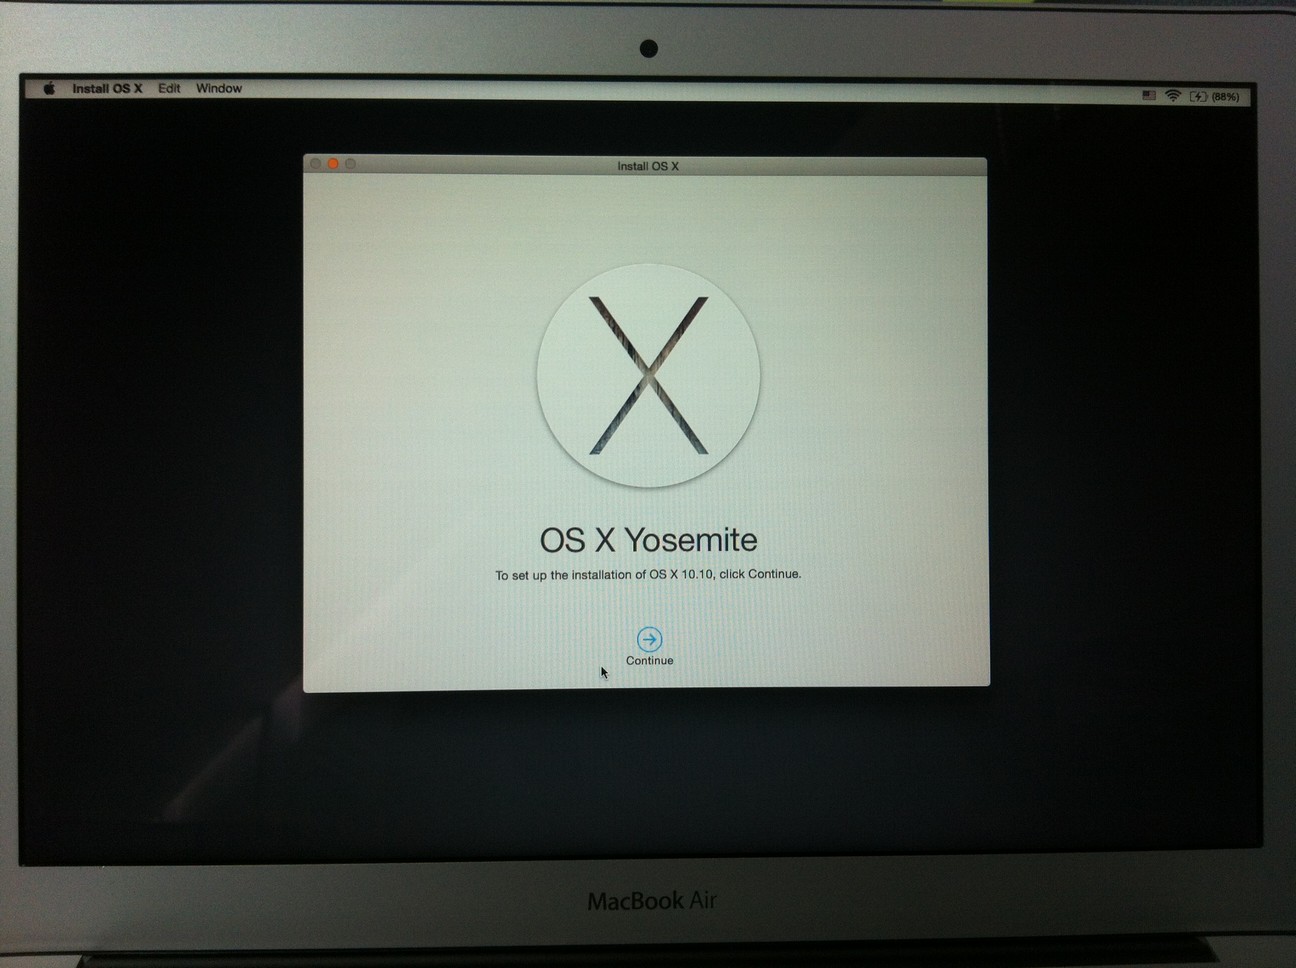 Install OS X Edit Window (88%)
Install OS X
OS X Yosemite
To set up the installation of OS X 10.10, click Continue.
Continue
MacBook Air